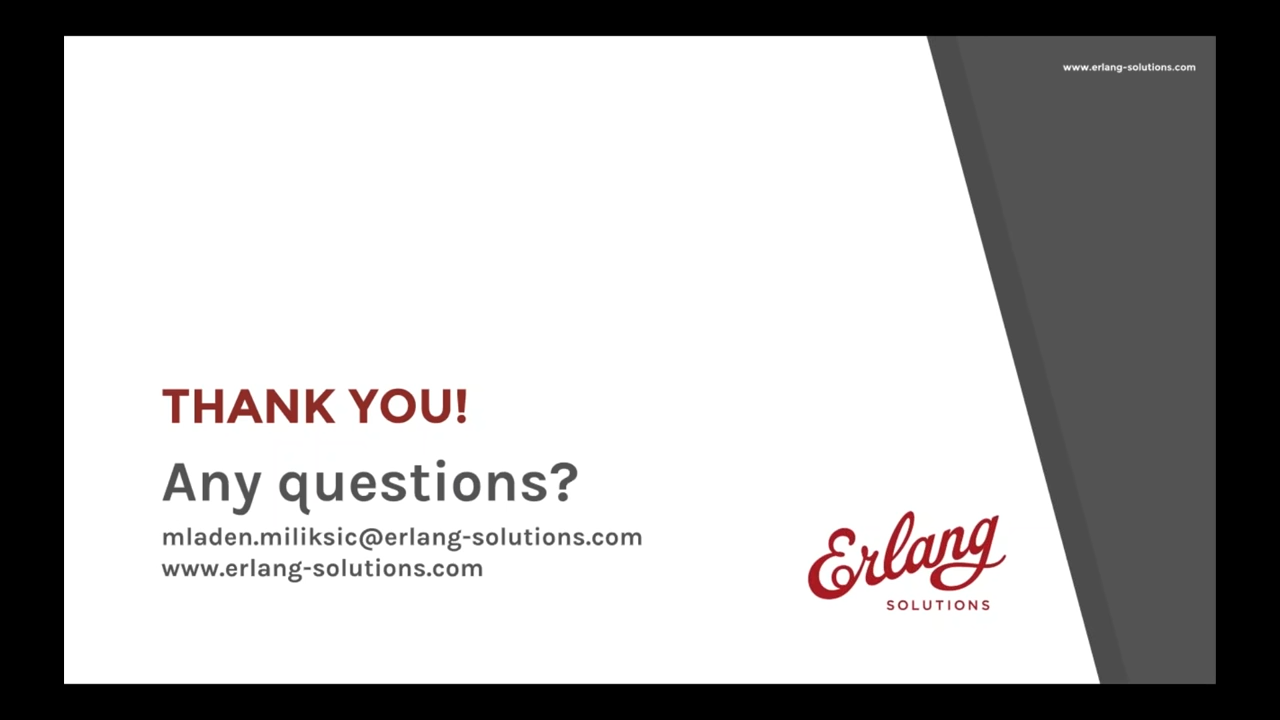 www.erlang-solutions.com
THANK YOU!
Any questions?
mladen.miliksic@erlang-solutions.com
www.erlang-solutions.com
Erlang
SOLUTIONS